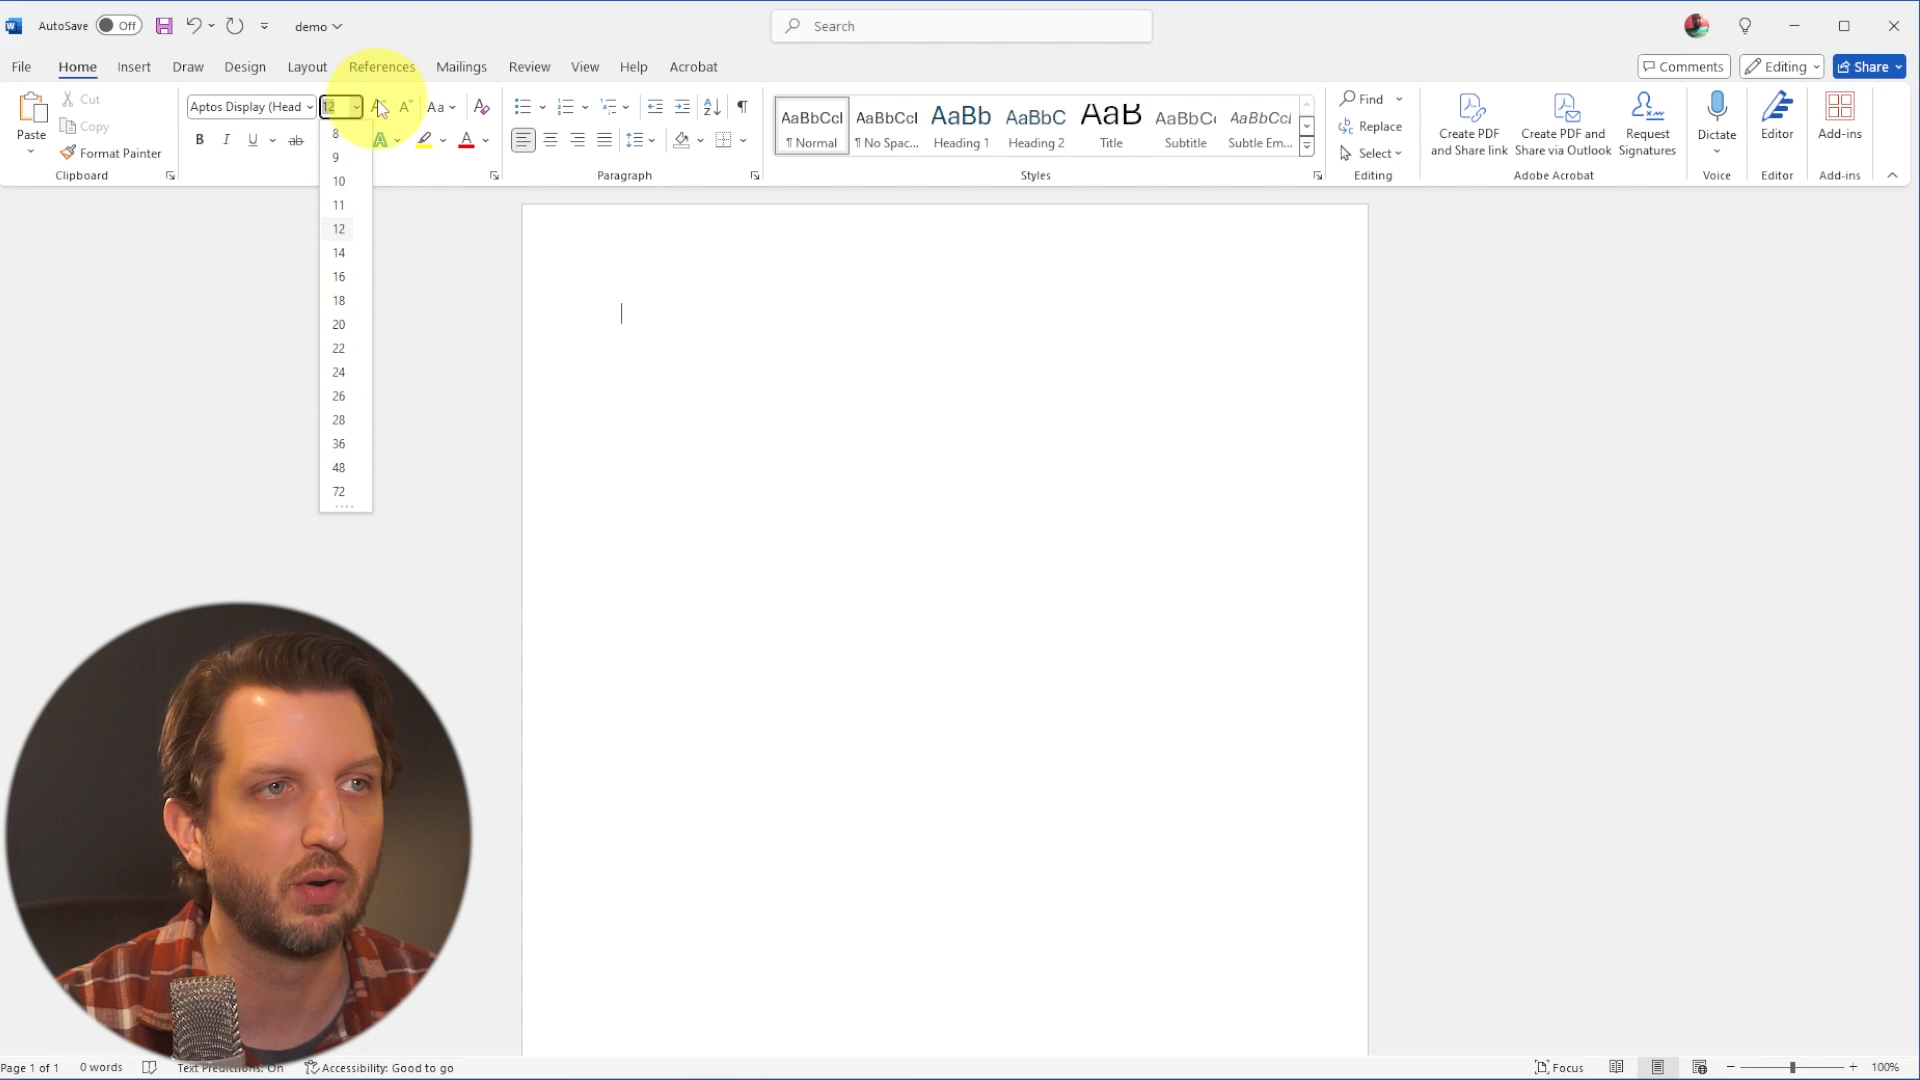 AutoSave Off demo Search
File Home Insert Draw Design Layout References Mailings Review View Help Acrobat Comments Editing Share
Paste
Cut
Copy
Format Painter
Clipboard
Aptos Display (Head 12 Aa
B I U ab A A
8
9
10
11
12
14
16
18
20
22
24
26
28
36
48
72
Paragraph
AaBbCcI AaBbCcI AaBb AaBbC AaB AaBbC AaBbCcI
¶ Normal ¶ No Spac... Heading 1 Heading 2 Title Subtitle Subtle Em...
Styles
Find
Replace
Select
Editing
Create PDF and Share link
Create PDF and Share via Outlook
Request Signatures
Adobe Acrobat
Dictate
Voice
Editor
Editor
Add-ins
Add-ins
Page 1 of 1 0 words Text Predictions: On Accessibility: Good to go Focus 100%